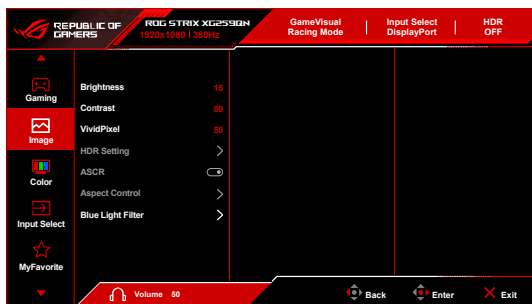 REPUBLIC OF
GAMERS
ROG STRIX XG259QN
1920x1080 | 380Hz
GameVisual
Racing Mode
Input Select
DisplayPort
HDR
OFF
Gaming
Image
Color
Input Select
MyFavorite
Brightness 15
Contrast 80
VividPixel 50
HDR Setting
ASCR
Aspect Control
Blue Light Filter
Volume 50
Back
Enter
Exit